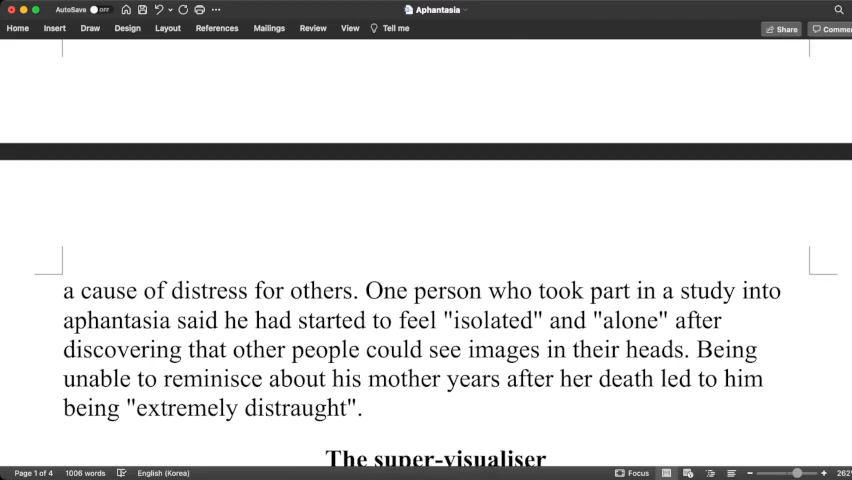 AutoSave OFF Aphantasia
Home Insert Draw Design Layout References Mailings Review View Tell me Share
a cause of distress for others. One person who took part in a study into
aphantasia said he had started to feel "isolated" and "alone" after
discovering that other people could see images in their heads. Being
unable to reminisce about his mother years after her death led to him
being "extremely distraught".
The super-visualiser
Page 1 of 4 1006 words English (Korea) Focus 262%